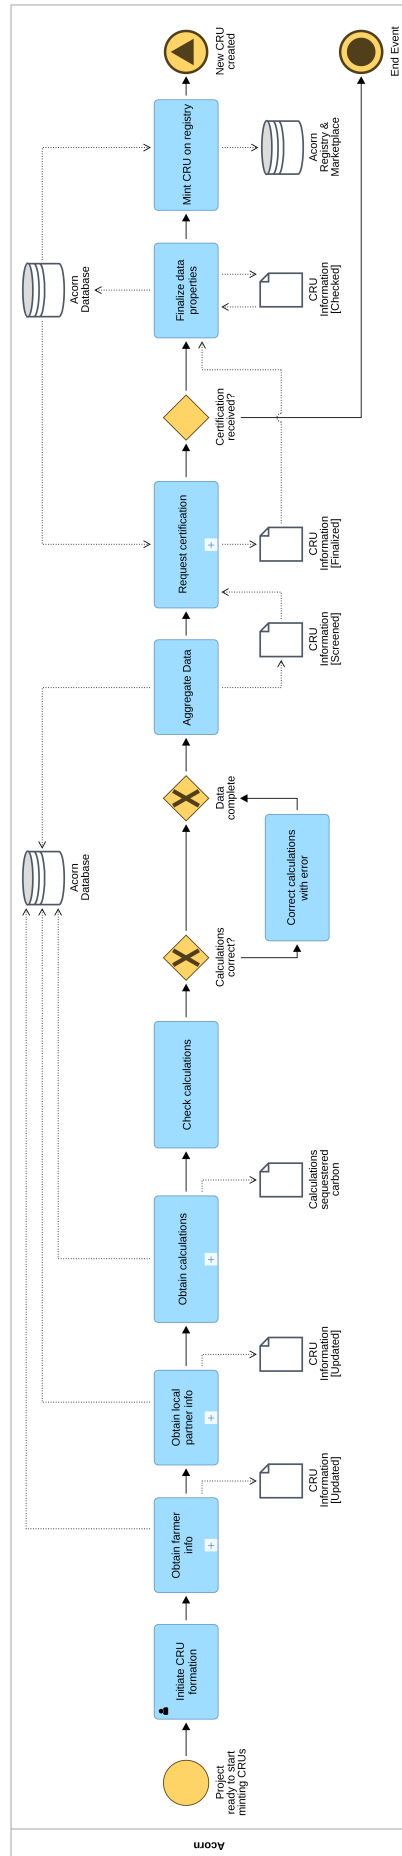 Acorn
Project
ready to start
minting CRUs
Initiate CRU
formation
Obtain farmer
info
CRU
Information
[Updated]
Obtain local
partner info
CRU
Information
[Updated]
Obtain calculations
Calculations
sequestered
carbon
Check calculations
Calculations
correct?
Correct calculations
with error
Acorn
Database
Data
complete
Aggregate Data
CRU
Information
[Screened]
Request certification
CRU
Information
[Finalized]
Certification
received?
Acorn
Database
Finalize data
properties
CRU
Information
[Checked]
Mint CRU on registry
Acorn
Registry &
Marketplace
New CRU
created
End Event